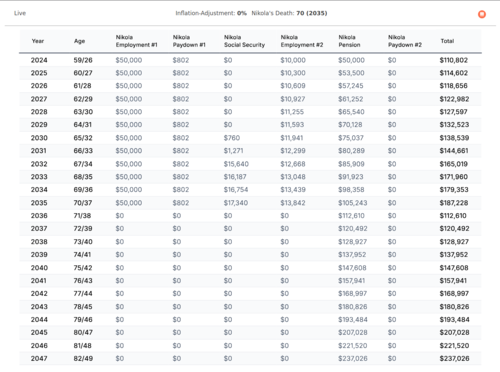 Live Inflation-Adjustment: 0% Nikola's Death: 70 (2035)
Year Age Nikola Employment #1 Nikola Paydown #1 Nikola Social Security Nikola Employment #2 Nikola Pension Nikola Paydown #2 Total
2024 59/26 $50,000 $802 $0 $10,000 $50,000 $0 $110,802
2025 60/27 $50,000 $802 $0 $10,300 $53,500 $0 $114,602
2026 61/28 $50,000 $802 $0 $10,609 $57,245 $0 $118,656
2027 62/29 $50,000 $802 $0 $10,927 $61,252 $0 $122,982
2028 63/30 $50,000 $802 $0 $11,255 $65,540 $0 $127,597
2029 64/31 $50,000 $802 $0 $11,593 $70,128 $0 $132,523
2030 65/32 $50,000 $802 $760 $11,941 $75,037 $0 $138,539
2031 66/33 $50,000 $802 $1,271 $12,299 $80,289 $0 $144,661
2032 67/34 $50,000 $802 $15,640 $12,668 $85,909 $0 $165,019
2033 68/35 $50,000 $802 $16,187 $13,048 $91,923 $0 $171,960
2034 69/36 $50,000 $802 $16,754 $13,439 $98,358 $0 $179,353
2035 70/37 $50,000 $802 $17,340 $13,842 $105,243 $0 $187,228
2036 71/38 $0 $0 $0 $0 $112,610 $0 $112,610
2037 72/39 $0 $0 $0 $0 $120,492 $0 $120,492
2038 73/40 $0 $0 $0 $0 $128,927 $0 $128,927
2039 74/41 $0 $0 $0 $0 $137,952 $0 $137,952
2040 75/42 $0 $0 $0 $0 $147,608 $0 $147,608
2041 76/43 $0 $0 $0 $0 $157,941 $0 $157,941
2042 77/44 $0 $0 $0 $0 $168,997 $0 $168,997
2043 78/45 $0 $0 $0 $0 $180,826 $0 $180,826
2044 79/46 $0 $0 $0 $0 $193,484 $0 $193,484
2045 80/47 $0 $0 $0 $0 $207,028 $0 $207,028
2046 81/48 $0 $0 $0 $0 $221,520 $0 $221,520
2047 82/49 $0 $0 $0 $0 $237,026 $0 $237,026